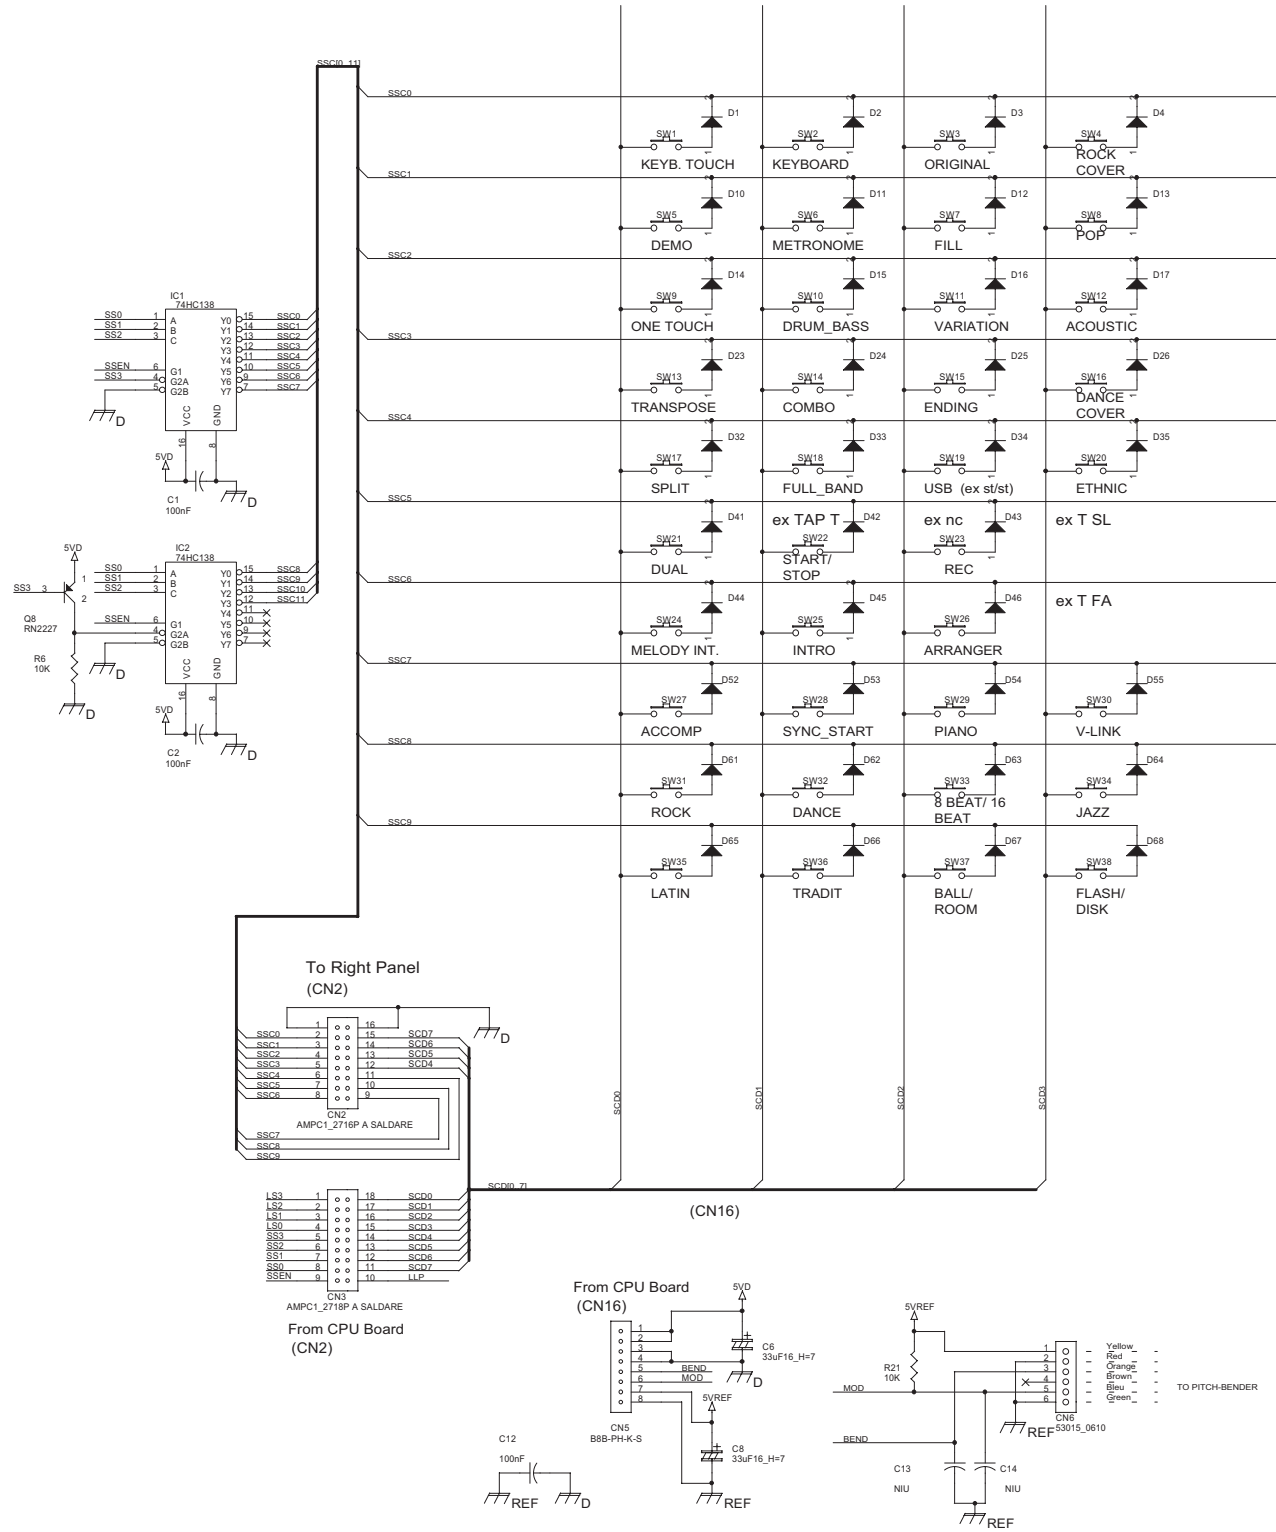 SSC[0_11]
SSC0
D1 D2 D3 D4
SW1 SW2 SW3 SW4
KEYB. TOUCH KEYBOARD ORIGINAL ROCK COVER
SSC1
D10 D11 D12 D13
SW5 SW6 SW7 SW8
DEMO METRONOME FILL POP
SSC2
D14 D15 D16 D17
SW9 SW10 SW11 SW12
ONE TOUCH DRUM_BASS VARIATION ACOUSTIC
SSC3
D23 D24 D25 D26
SW13 SW14 SW15 SW16
TRANSPOSE COMBO ENDING DANCE COVER
SSC4
D32 D33 D34 D35
SW17 SW18 SW19 SW20
SPLIT FULL_BAND USB (ex st/st) ETHNIC
SSC5
D41 ex TAP T D42 ex nc D43 ex T SL
SW21 SW22 SW23
DUAL START/ STOP REC
SSC6
D44 D45 D46 ex T FA
SW24 SW25 SW26
MELODY INT. INTRO ARRANGER
SSC7
D52 D53 D54 D55
SW27 SW28 SW29 SW30
ACCOMP SYNC_START PIANO V-LINK
SSC8
D61 D62 D63 D64
SW31 SW32 SW33 SW34
ROCK DANCE 8 BEAT/ 16 BEAT JAZZ
SSC9
D65 D66 D67 D68
SW35 SW36 SW37 SW38
LATIN TRADIT BALL/ ROOM FLASH/ DISK
IC1
74HC138
SS0 1 A Y0 15 SSC0
SS1 2 B Y1 14 SSC1
SS2 3 C Y2 13 SSC2
Y3 12 SSC3
Y4 11 SSC4
SSEN 6 G1 Y5 10 SSC5
SS3 4 G2A Y6 9 SSC6
5 G2B Y7 7 SSC7
D
VCC GND
16 8
5VD
D
C1
100nF
IC2
74HC138
5VD
SS0 1 A Y0 15 SSC8
SS1 2 B Y1 14 SSC9
SS2 3 C Y2 13 SSC10
Y3 12 SSC11
Y4 11
SSEN 6 G1 Y5 10
4 G2A Y6 9
5 G2B Y7 7
SS3 3 1
2
Q8
RN2227
R6
10K
D
D
VCC GND
16 8
5VD
D
C2
100nF
To Right Panel
(CN2)
1 16
SSC0 2 15 SCD7
SSC1 3 14 SCD6
SSC2 4 13 SCD5
SSC3 5 12 SCD4
SSC4 6 11
SSC5 7 10
SSC6 8 9
D
CN2
AMPC1_2716P A SALDARE
SSC7
SSC8
SSC9
SCD0 SCD1 SCD2 SCD3
SCD[0_7]
(CN16)
LS3 1 18 SCD0
LS2 2 17 SCD1
LS1 3 16 SCD2
LS0 4 15 SCD3
SS3 5 14 SCD4
SS2 6 13 SCD5
SS1 7 12 SCD6
SS0 8 11 SCD7
SSEN 9 10 LLP
CN3
AMPC1_2718P A SALDARE
From CPU Board
(CN2)
From CPU Board
(CN16)
5VD
1
2
3
4
5 BEND
6 MOD
7
8
C6
33uF16_H=7
D
5VREF
CN5
B8B-PH-K-S
C8
33uF16_H=7
REF
C12
100nF
REF D
5VREF
R21
10K
MOD
BEND
1 Yellow
2 Red
3 Orange
4 Brown
5 Bleu
6 Green
TO PITCH-BENDER
CN6
53015_0610
REF
C13
NIU
C14
NIU
REF